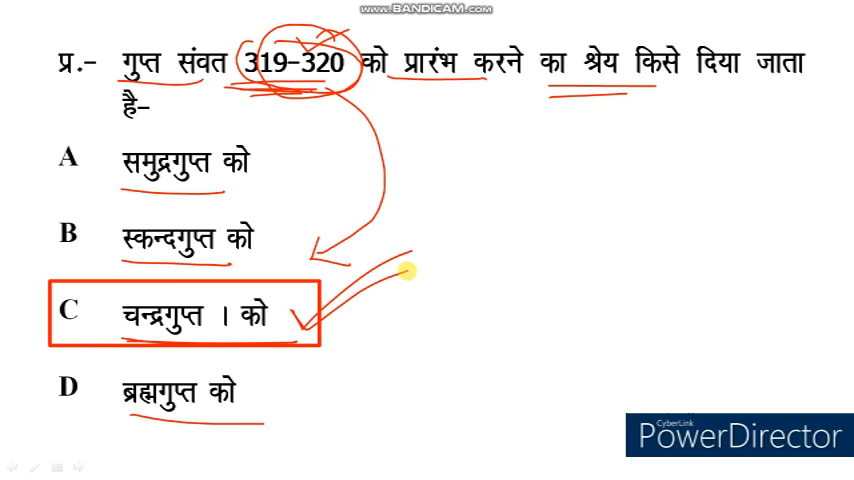 www.BANDICAM.com
प्र.- गुप्त संवत 319-320 को प्रारंभ करने का श्रेय किसे दिया जाता
है-
A समुद्रगुप्त को
B स्कन्दगुप्त को
C चन्द्रगुप्त । को
D ब्रह्मगुप्त को
CyberLink
PowerDirector